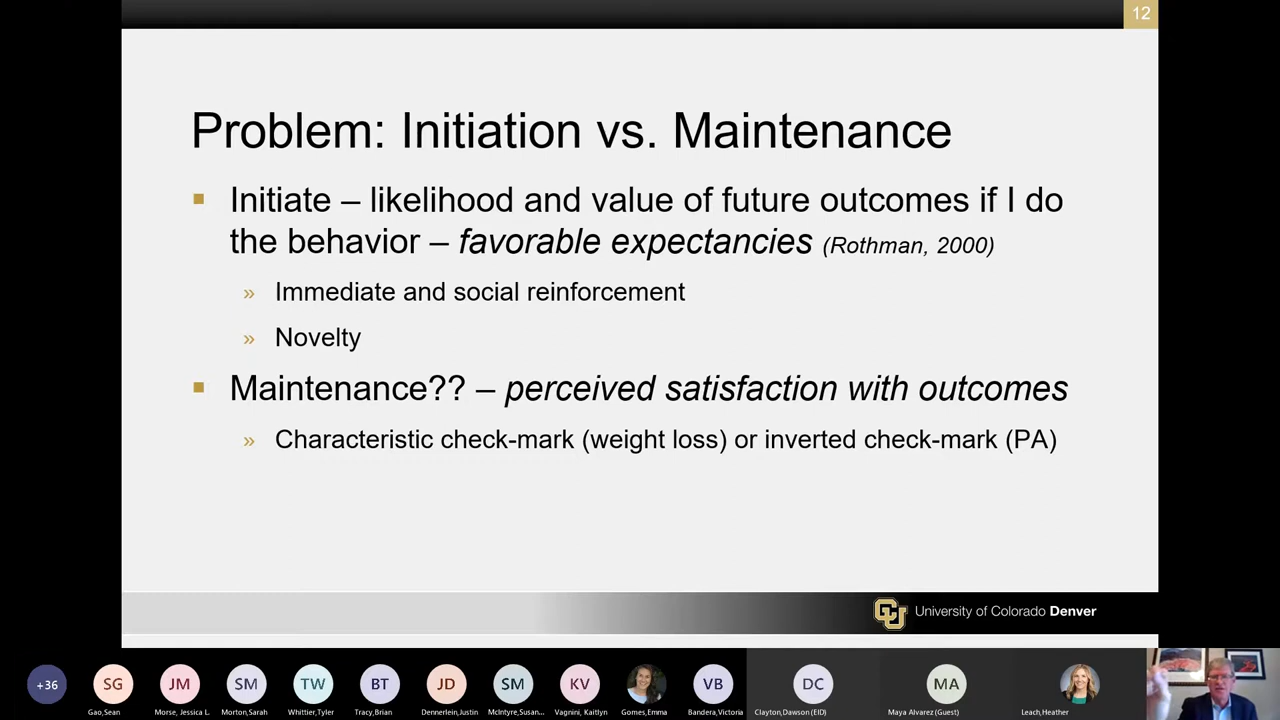 12
Problem: Initiation vs. Maintenance
Initiate – likelihood and value of future outcomes if I do
the behavior – favorable expectancies (Rothman, 2000)
» Immediate and social reinforcement
» Novelty
Maintenance?? – perceived satisfaction with outcomes
» Characteristic check-mark (weight loss) or inverted check-mark (PA)
CU University of Colorado Denver
+36 SG JM SM TW BT JD SM KV VB DC MA
Gao,Sean Morse, Jessica L. Morton,Sarah Whittier,Tyler Tracy,Brian Dennerlein,Justin McIntyre,Susan... Vagnini, Kaitlyn Gomes,Emma Bandera,Victoria Clayton,Dawson (EID) Maya Alvarez (Guest) Leach,Heather